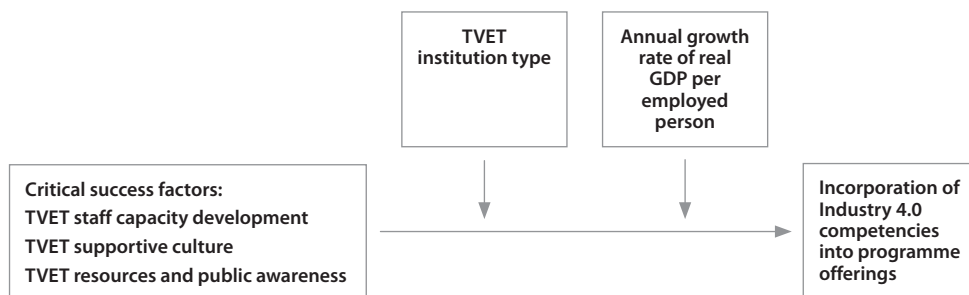 TVET
institution type
Annual growth
rate of real
GDP per
employed
person
Critical success factors:
TVET staff capacity development
TVET supportive culture
TVET resources and public awareness
Incorporation of
Industry 4.0
competencies
into programme
offerings